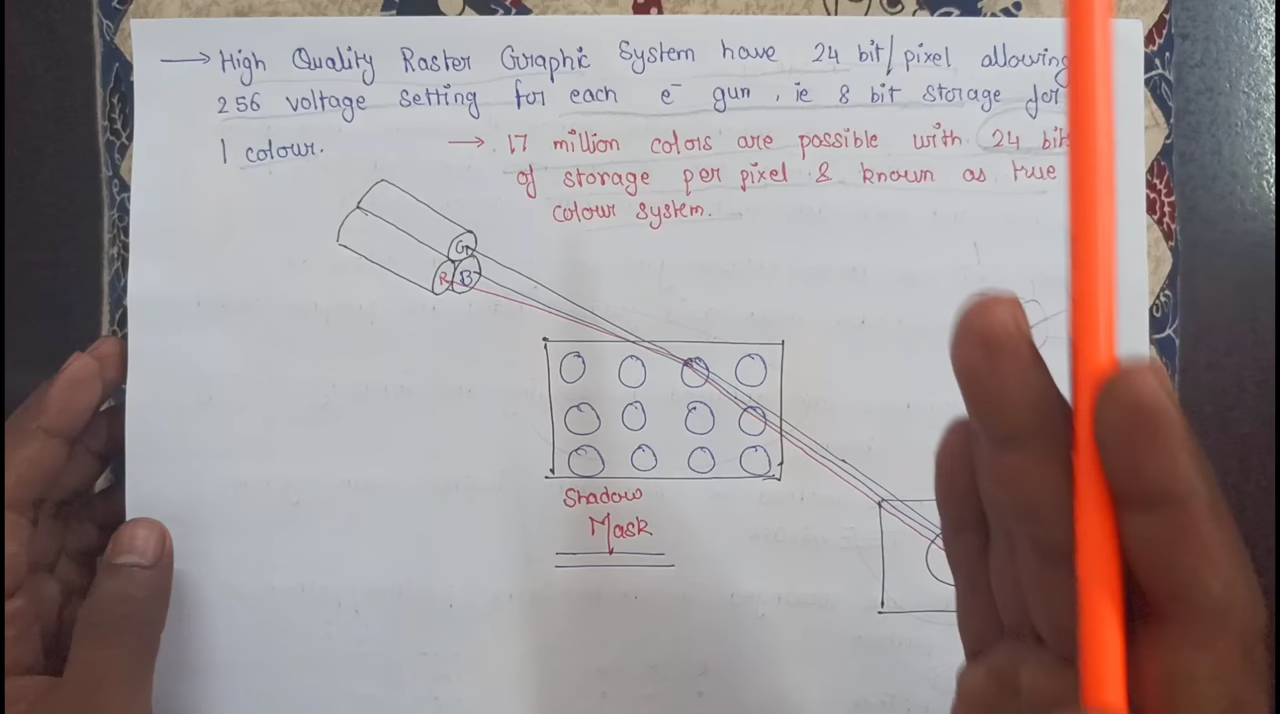 → High Quality Raster Graphic System have 24 bit/pixel allowing
256 voltage setting for each e⁻ gun, ie 8 bit storage for
1 colour.
→ 17 million colors are possible with 24 bit
of storage per pixel & known as true
colour system.
G
R B
Shadow
Mask